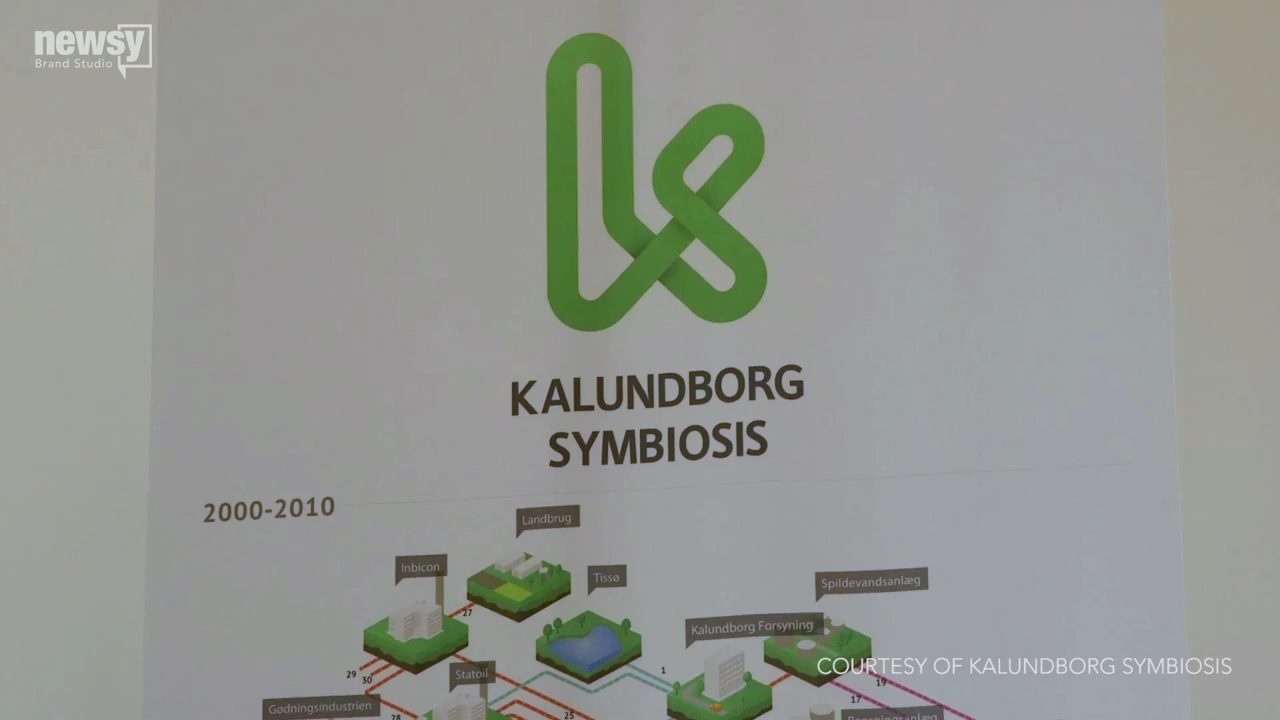 newsy
Brand Studio
KALUNDBORG
SYMBIOSIS
2000-2010
Landbrug
Inbicon
Tissø
Spildevandsanlæg
27
Kalundborg Forsyning
29
30
Statoil
1
COURTESY OF KALUNDBORG SYMBIOSIS
19
17
Gødningsindustrien
28
25